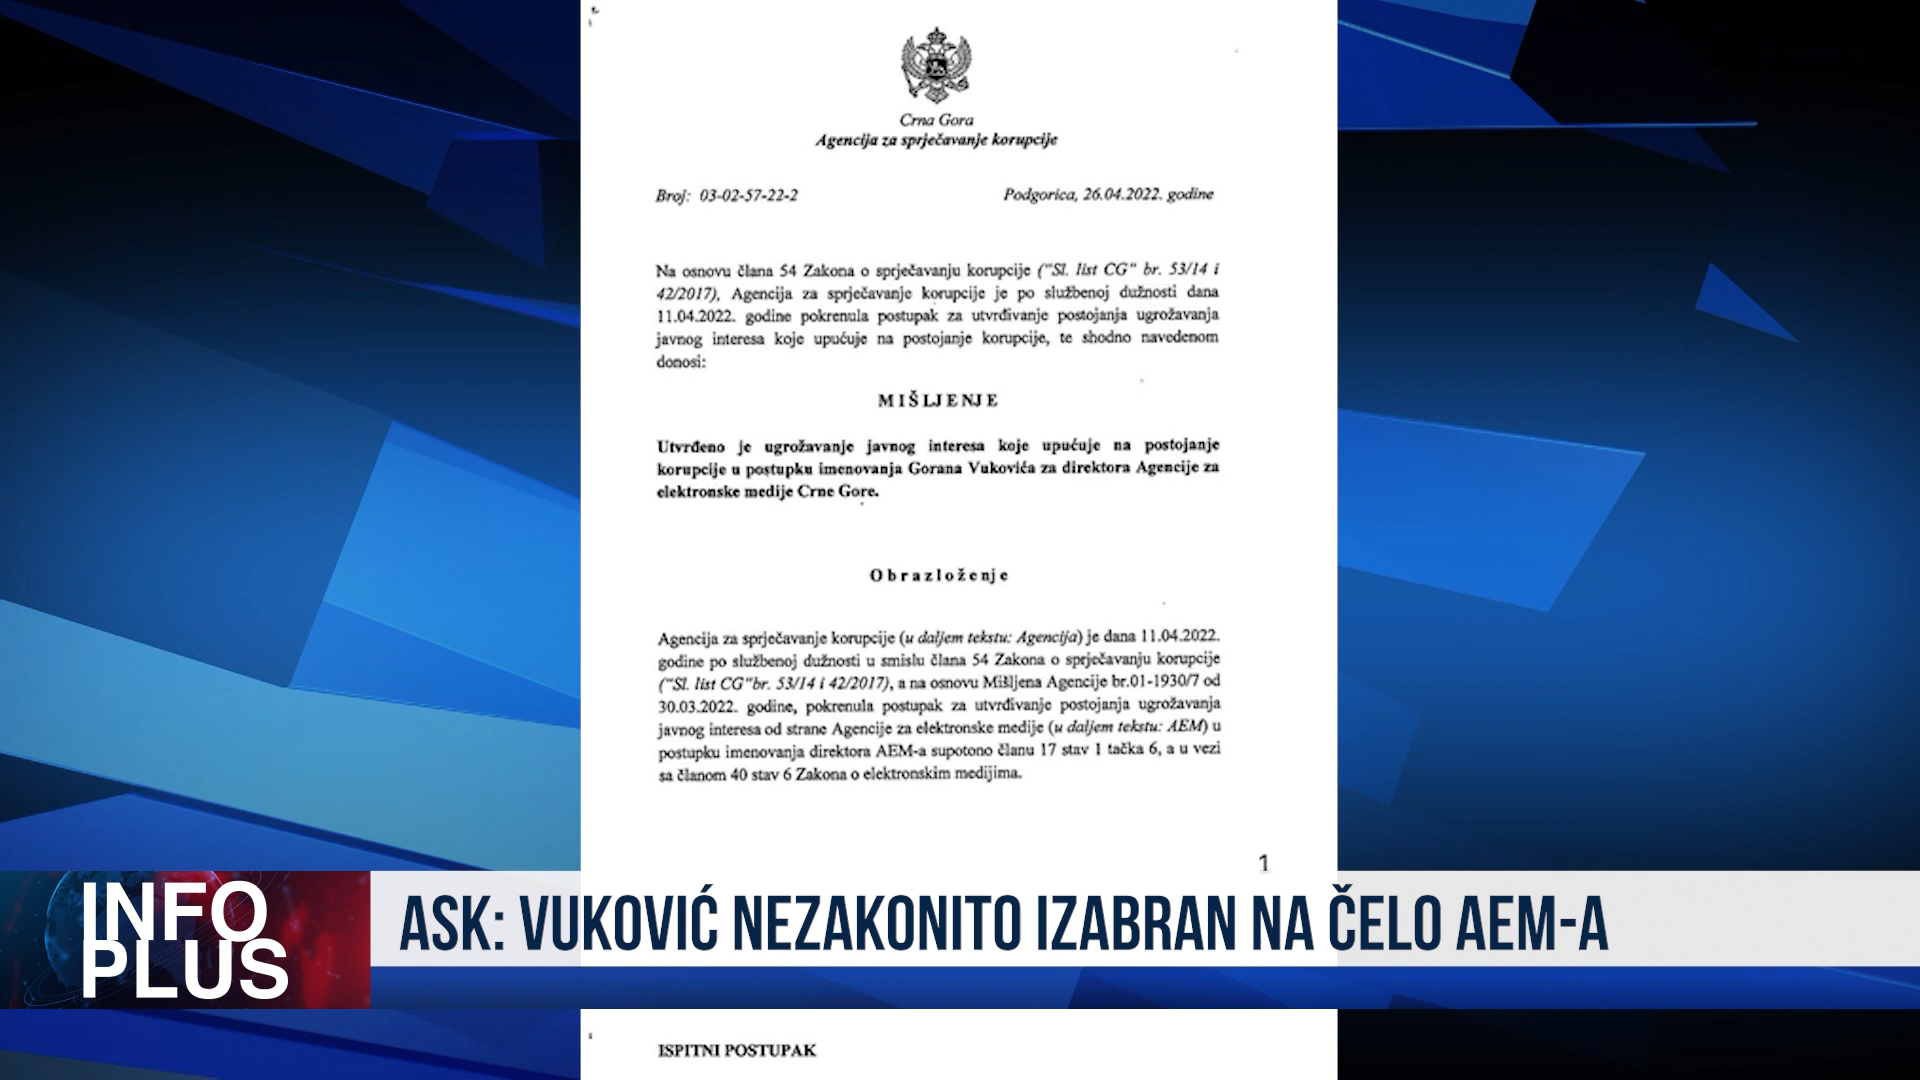 Crna Gora
Agencija za sprječavanje korupcije
Broj: 03-02-57-22-2
Podgorica, 26.04.2022. godine
Na osnovu člana 54 Zakona o sprječavanju korupcije ("Sl. list CG" br. 53/14 i
42/2017), Agencija za sprječavanje korupcije je po službenoj dužnosti dana
11.04.2022. godine pokrenula postupak za utvrđivanje postojanja ugrožavanja
javnog interesa koje upućuje na postojanje korupcije, te shodno navedenom
donosi:
MIŠLJENJE
Utvrđeno je ugrožavanje javnog interesa koje upućuje na postojanje
korupcije u postupku imenovanja Gorana Vukovića za direktora Agencije za
elektronske medije Crne Gore.
Obrazloženje
Agencija za sprječavanje korupcije (u daljem tekstu: Agencija) je dana 11.04.2022.
godine po službenoj dužnosti u smislu člana 54 Zakona o sprječavanju korupcije
("Sl. list CG"br. 53/14 i 42/2017), a na osnovu Mišljena Agencije br.01-1930/7 od
30.03.2022. godine, pokrenula postupak za utvrđivanje postojanja ugrožavanja
javnog interesa od strane Agencije za elektronske medije (u daljem tekstu: AEM) u
postupku imenovanja direktora AEM-a supotono članu 17 stav 1 tačka 6, a u vezi
sa članom 40 stav 6 Zakona o elektronskim medijima.
1
INFO
PLUS
ASK: VUKOVIĆ NEZAKONITO IZABRAN NA ČELO AEM-A
ISPITNI POSTUPAK